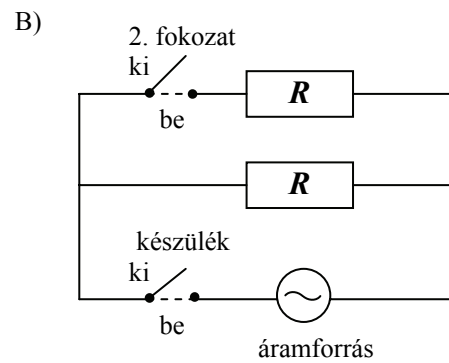 B)
2. fokozat
ki
R
be
R
készülék
ki
be
áramforrás